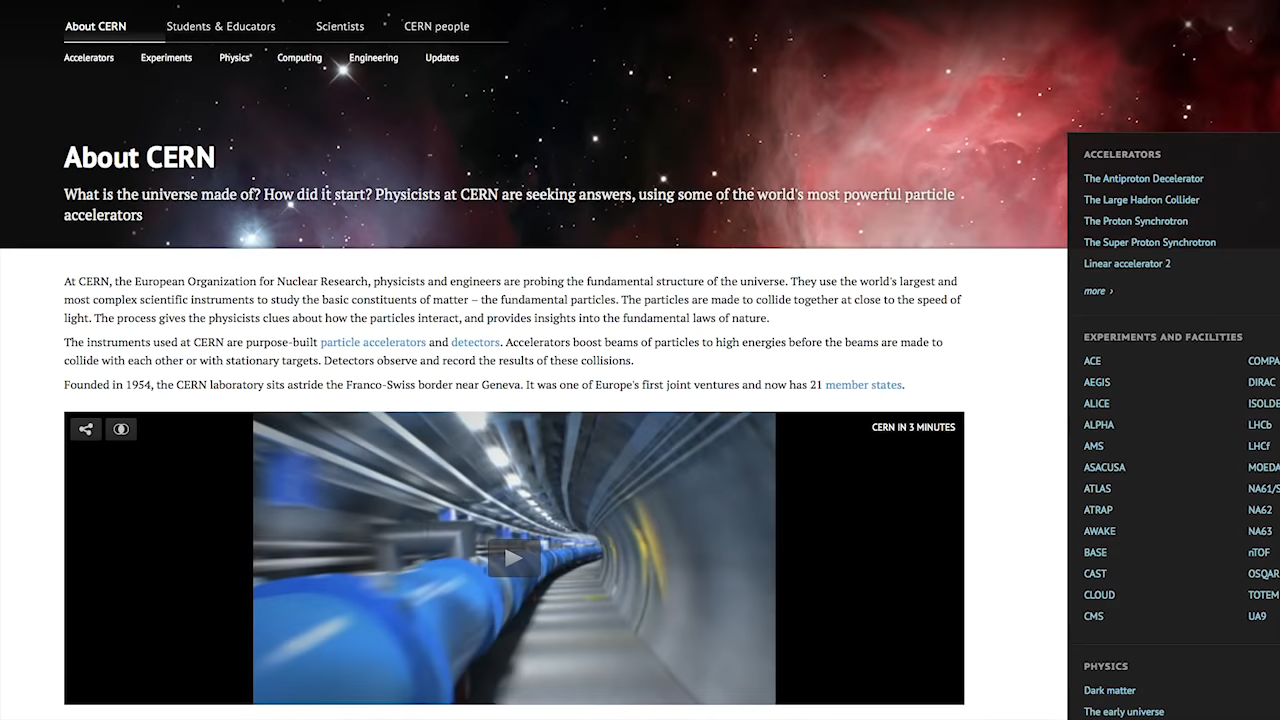 About CERN Students & Educators Scientists CERN people
Accelerators Experiments Physics* Computing Engineering Updates
About CERN
What is the universe made of? How did it start? Physicists at CERN are seeking answers, using some of the world's most powerful particle
accelerators
At CERN, the European Organization for Nuclear Research, physicists and engineers are probing the fundamental structure of the universe. They use the world's largest and
most complex scientific instruments to study the basic constituents of matter – the fundamental particles. The particles are made to collide together at close to the speed of
light. The process gives the physicists clues about how the particles interact, and provides insights into the fundamental laws of nature.
The instruments used at CERN are purpose-built particle accelerators and detectors. Accelerators boost beams of particles to high energies before the beams are made to
collide with each other or with stationary targets. Detectors observe and record the results of these collisions.
Founded in 1954, the CERN laboratory sits astride the Franco-Swiss border near Geneva. It was one of Europe's first joint ventures and now has 21 member states.
CERN IN 3 MINUTES
ACCELERATORS
The Antiproton Decelerator
The Large Hadron Collider
The Proton Synchrotron
The Super Proton Synchrotron
Linear accelerator 2
more ›
EXPERIMENTS AND FACILITIES
ACE COMPA
AEGIS DIRAC
ALICE ISOLDE
ALPHA LHCb
AMS LHCf
ASACUSA MOEDA
ATLAS NA61/S
ATRAP NA62
AWAKE NA63
BASE nTOF
CAST OSQAR
CLOUD TOTEM
CMS UA9
PHYSICS
Dark matter
The early universe